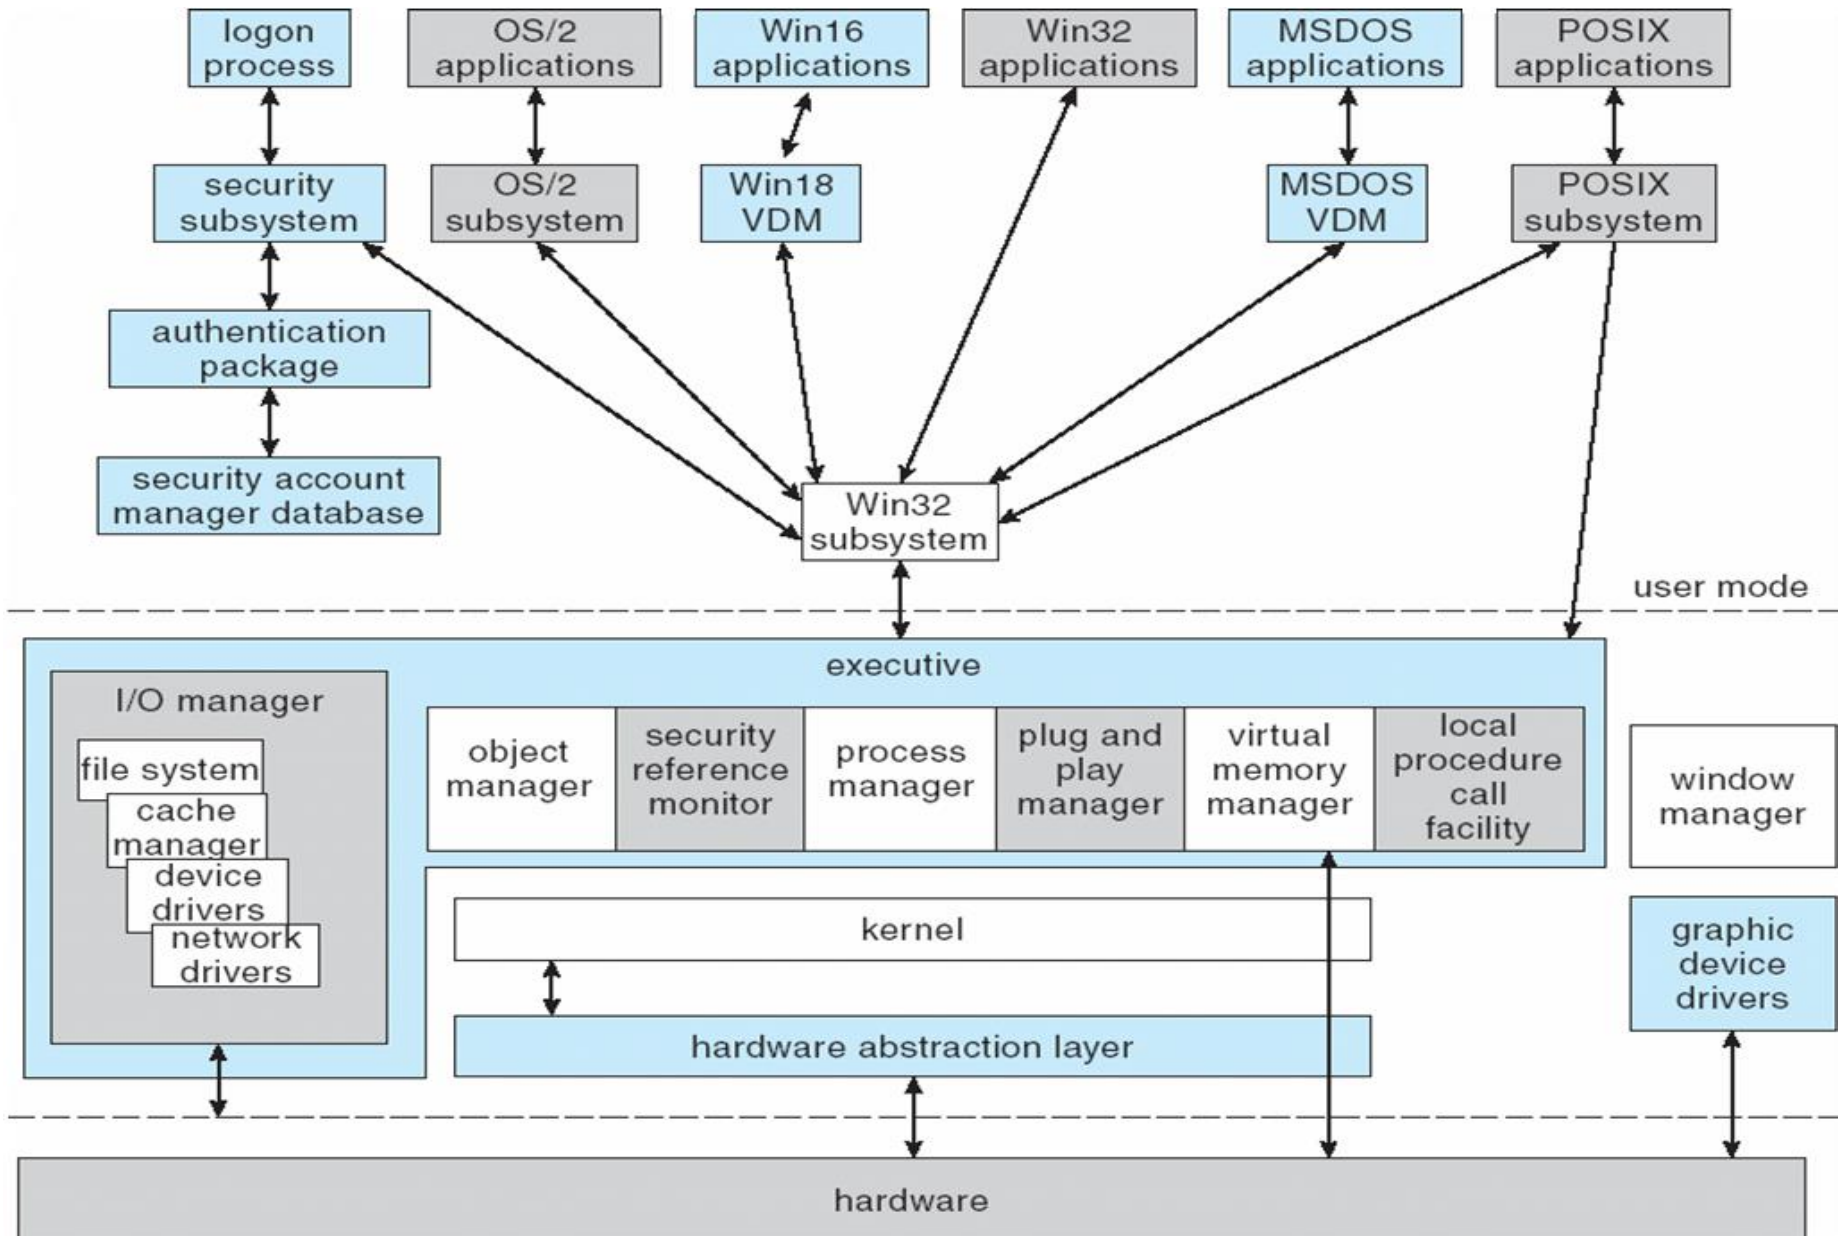 logon
process
OS/2
applications
Win16
applications
Win32
applications
MSDOS
applications
POSIX
applications
security
subsystem
OS/2
subsystem
Win18
VDM
MSDOS
VDM
POSIX
subsystem
authentication
package
security account
manager database
Win32
subsystem
user mode
executive
I/O manager
file system
cache
manager
device
drivers
network
drivers
object
manager
security
reference
monitor
process
manager
plug and
play
manager
virtual
memory
manager
local
procedure
call
facility
window
manager
kernel
graphic
device
drivers
hardware abstraction layer
hardware